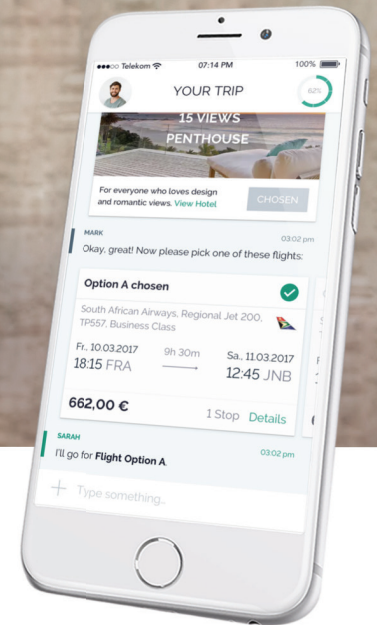 ●●●○○ Telekom 07:14 PM 100%
YOUR TRIP 62%
15 VIEWS
PENTHOUSE
For everyone who loves design
and romantic views. View Hotel
CHOSEN
MARK 03:02 pm
Okay, great! Now please pick one of these flights:
Option A chosen
South African Airways, Regional Jet 200,
TP557, Business Class
Fr., 10.03.2017 9h 30m Sa., 11.03.2017
18:15 FRA 12:45 JNB
662,00 € 1 Stop Details
SARAH 03:02 pm
I'll go for Flight Option A.
Type something...